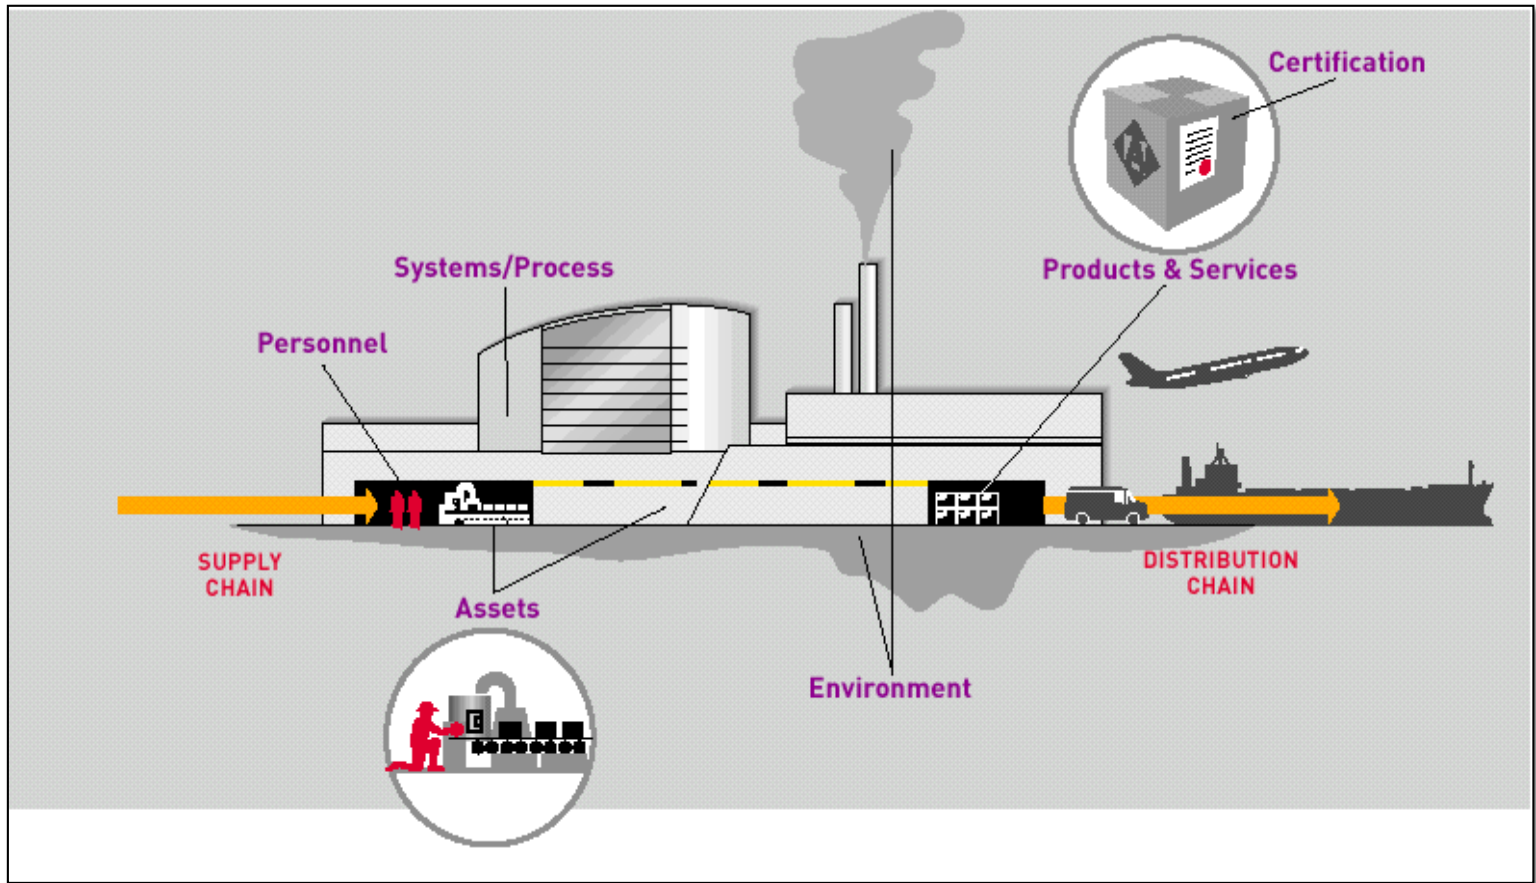 Certification
Systems/Process
Products & Services
Personnel
SUPPLY
CHAIN
DISTRIBUTION
CHAIN
Assets
Environment